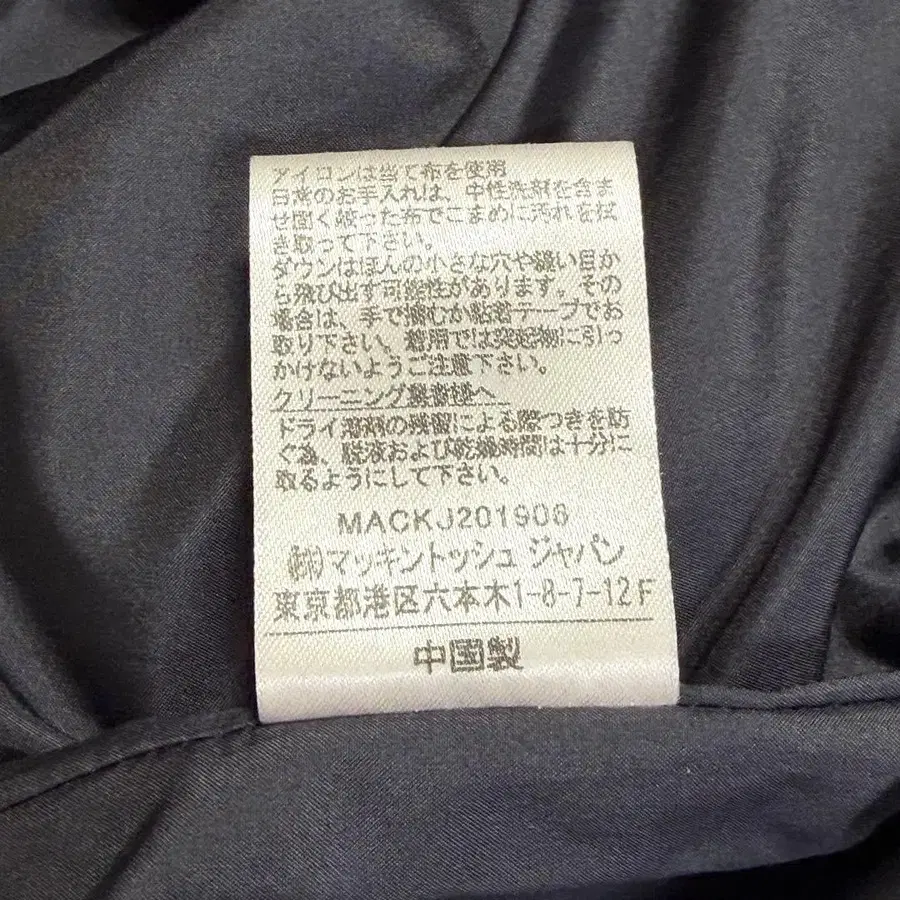 アイロンは当て布を使用
日常のお手入れは、中性洗剤を含ま
せ固く絞った布でこまめに汚れを拭
き取って下さい。
ダウンはほんの小さな穴や縫い目か
ら飛び出す可能性があります。その
場合は、手で摘むか粘着テープでお
取り下さい。着用では突起物に引っ
かけないようご注意下さい。
クリーニング業者様へ
ドライ溶剤の残留による際つきを防
ぐ為、脱液および乾燥時間は十分に
取るようにして下さい。
MACKJ201906
㈱マッキントッシュ ジャパン
東京都港区六本木1-8-7-12F
中国製